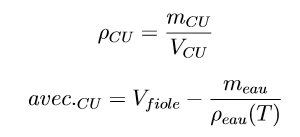 ρ_CU = m_CU / V_CU
avec._CU = V_fiole − m_eau / ρ_eau(T)